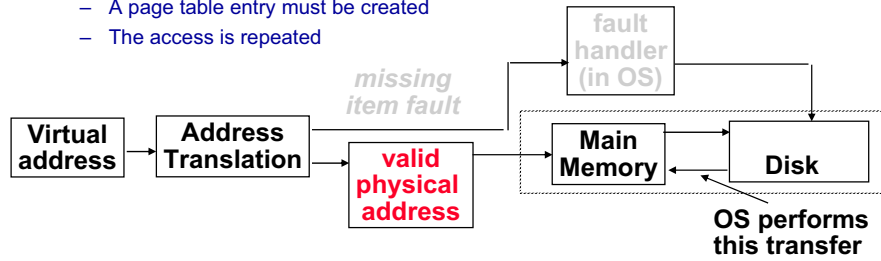 – A page table entry must be created
– The access is repeated
fault
handler
(in OS)
missing
item fault
Virtual
address
Address
Translation
valid
physical
address
Main
Memory
Disk
OS performs
this transfer